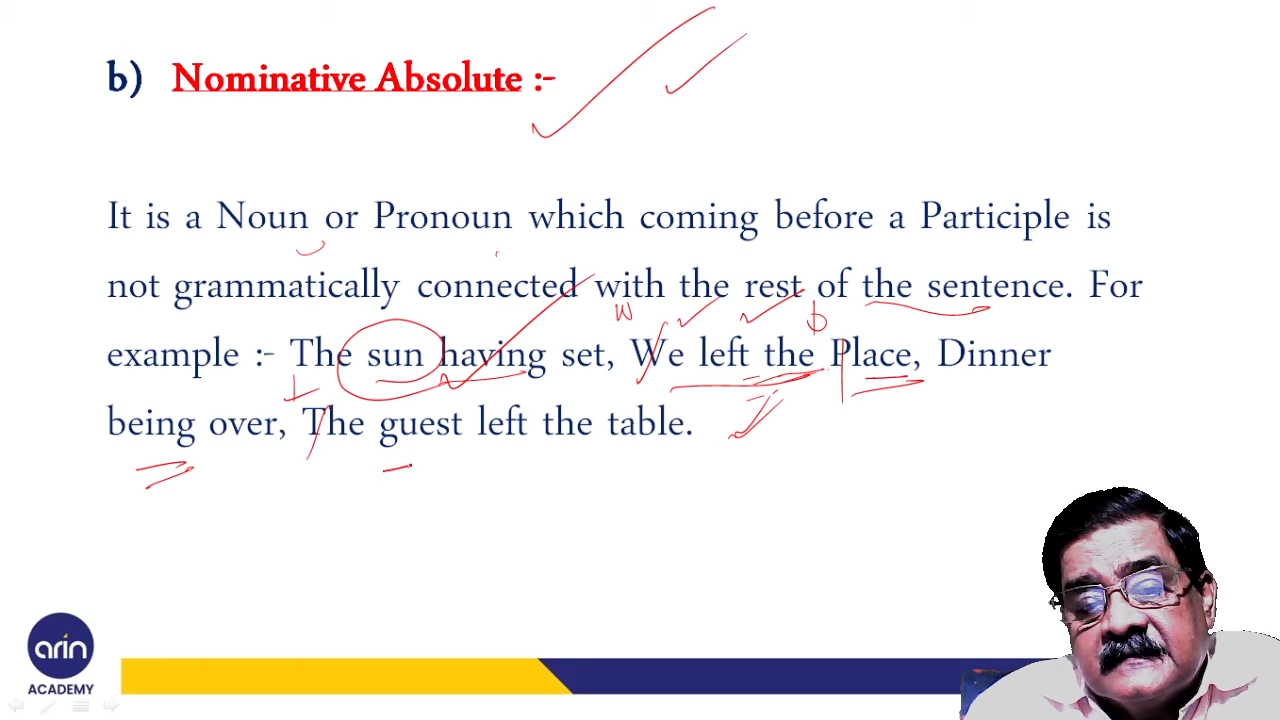 b) Nominative Absolute :-
It is a Noun or Pronoun which coming before a Participle is
not grammatically connected with the rest of the sentence. For
example :- The sun having set, We left the Place, Dinner
being over, The guest left the table.
arin
ACADEMY